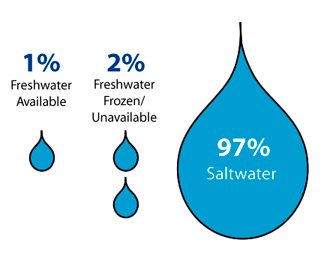 1%
Freshwater
Available
2%
Freshwater
Frozen/
Unavailable
97%
Saltwater